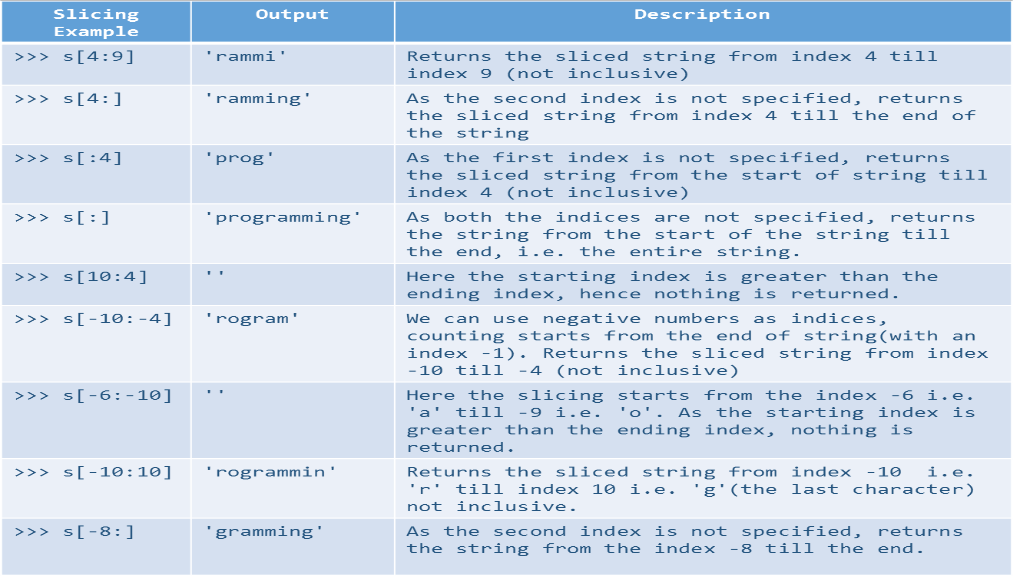 Slicing
Example
Output
Description
>>> s[4:9]
'rammi'
Returns the sliced string from index 4 till
index 9 (not inclusive)
>>> s[4:]
'ramming'
As the second index is not specified, returns
the sliced string from index 4 till the end of
the string
>>> s[:4]
'prog'
As the first index is not specified, returns
the sliced string from the start of string till
index 4 (not inclusive)
>>> s[:]
'programming'
As both the indices are not specified, returns
the string from the start of the string till
the end, i.e. the entire string.
>>> s[10:4]
''
Here the starting index is greater than the
ending index, hence nothing is returned.
>>> s[-10:-4]
'rogram'
We can use negative numbers as indices,
counting starts from the end of string(with an
index -1). Returns the sliced string from index
-10 till -4 (not inclusive)
>>> s[-6:-10]
''
Here the slicing starts from the index -6 i.e.
'a' till -9 i.e. 'o'. As the starting index is
greater than the ending index, nothing is
returned.
>>> s[-10:10]
'rogrammin'
Returns the sliced string from index -10  i.e.
'r' till index 10 i.e. 'g'(the last character)
not inclusive.
>>> s[-8:]
'gramming'
As the second index is not specified, returns
the string from the index -8 till the end.